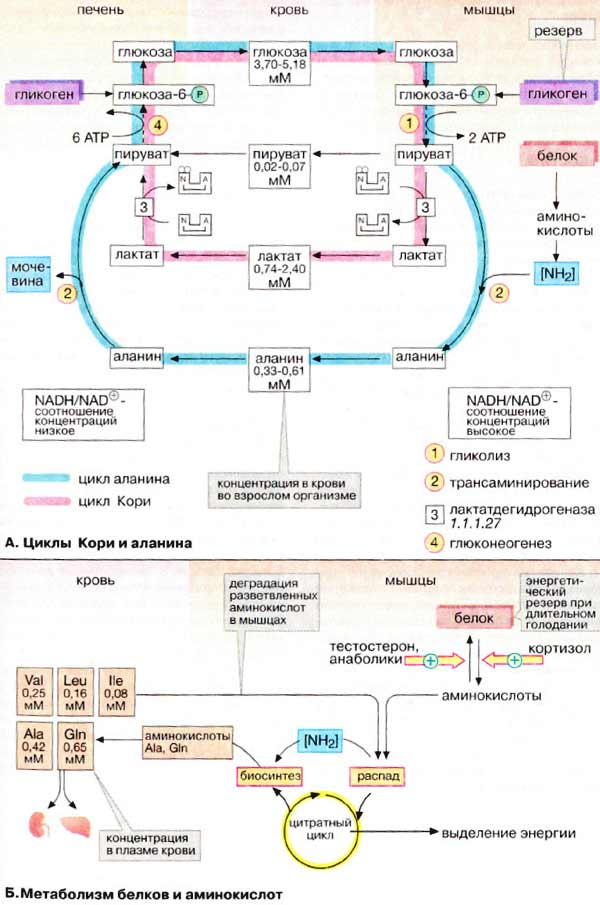 печень
кровь
мышцы
глюкоза
глюкоза
3,70-5,18
мМ
глюкоза
резерв
гликоген
глюкоза-6-P
глюкоза-6-P
гликоген
6 ATP
4
1
2 ATP
белок
пируват
пируват
0,02-0,07
мМ
пируват
амино-
кислоты
N A
N A
3
N A
N A
3
лактат
лактат
0,74-2,40
мМ
лактат
моче-
вина
2
2
[NH2]
аланин
аланин
0,33-0,61
мМ
аланин
NADH/NAD⊕-
соотношение
концентраций
низкое
NADH/NAD⊕-
соотношение
концентраций
высокое
цикл аланина
цикл Кори
концентрация в крови
во взрослом организме
1 гликолиз
2 трансаминирование
3 лактатдегидрогеназа
1.1.1.27
4 глюконеогенез
А. Циклы Кори и аланина
кровь
мышцы
деградация
разветвленных
аминокислот
в мышцах
энергети-
ческий
резерв при
длительном
голодании
белок
тестостерон,
анаболики
+
+
кортизол
аминокислоты
Val
0,25
мМ
Leu
0,16
мМ
Ile
0,08
мМ
Ala
0,42
мМ
Gln
0,65
мМ
аминокислоты
Ala, Gln
[NH2]
биосинтез
распад
цитратный
цикл
выделение энергии
концентрация
в плазме крови
Б. Метаболизм белков и аминокислот